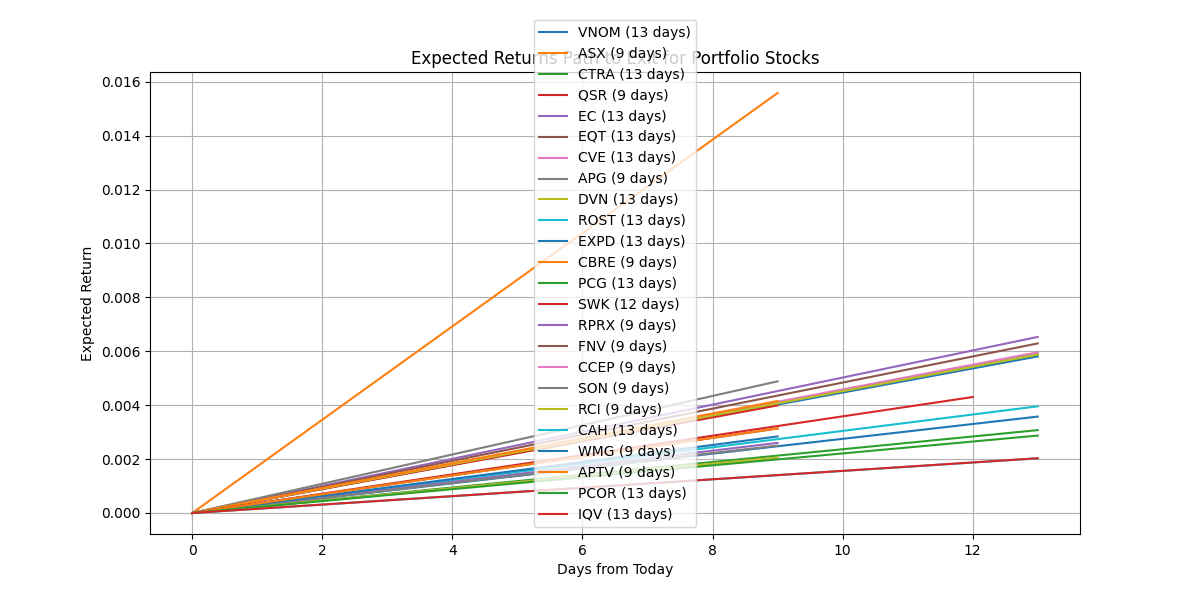 Expected Returns Path to Exit for Portfolio Stocks
VNOM (13 days)
ASX (9 days)
CTRA (13 days)
QSR (9 days)
EC (13 days)
EQT (13 days)
CVE (13 days)
APG (9 days)
DVN (13 days)
ROST (13 days)
EXPD (13 days)
CBRE (9 days)
PCG (13 days)
SWK (12 days)
RPRX (9 days)
FNV (9 days)
CCEP (9 days)
SON (9 days)
RCI (9 days)
CAH (13 days)
WMG (9 days)
APTV (9 days)
PCOR (13 days)
IQV (13 days)
Expected Return
0.016
0.014
0.012
0.010
0.008
0.006
0.004
0.002
0.000
0 2 4 6 8 10 12
Days from Today